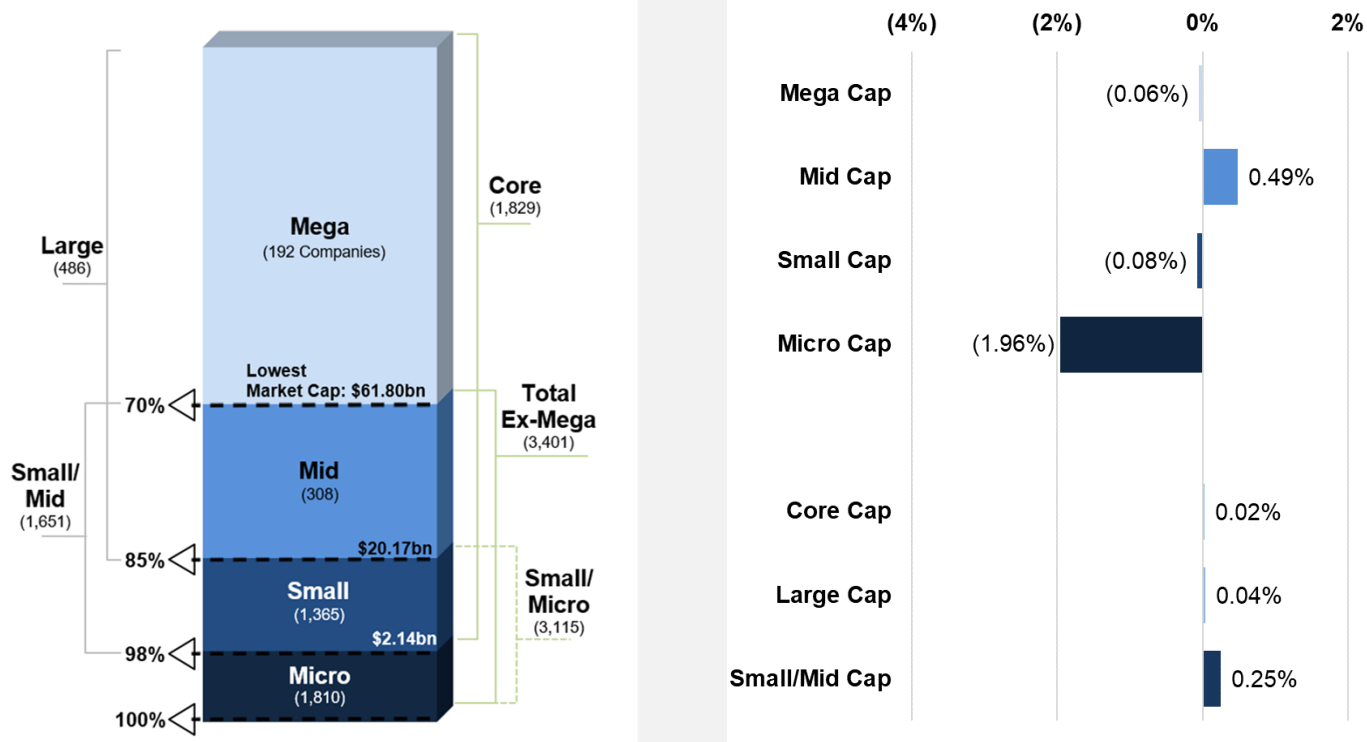 Large
(486)
Small/
Mid
(1,651)
70%
85%
98%
100%
Mega
(192 Companies)
Lowest
Market Cap: $61.80bn
Mid
(308)
$20.17bn
Small
(1,365)
$2.14bn
Micro
(1,810)
Core
(1,829)
Total
Ex-Mega
(3,401)
Small/
Micro
(3,115)
(4%) (2%) 0% 2%
Mega Cap (0.06%)
Mid Cap 0.49%
Small Cap (0.08%)
Micro Cap (1.96%)
Core Cap 0.02%
Large Cap 0.04%
Small/Mid Cap 0.25%